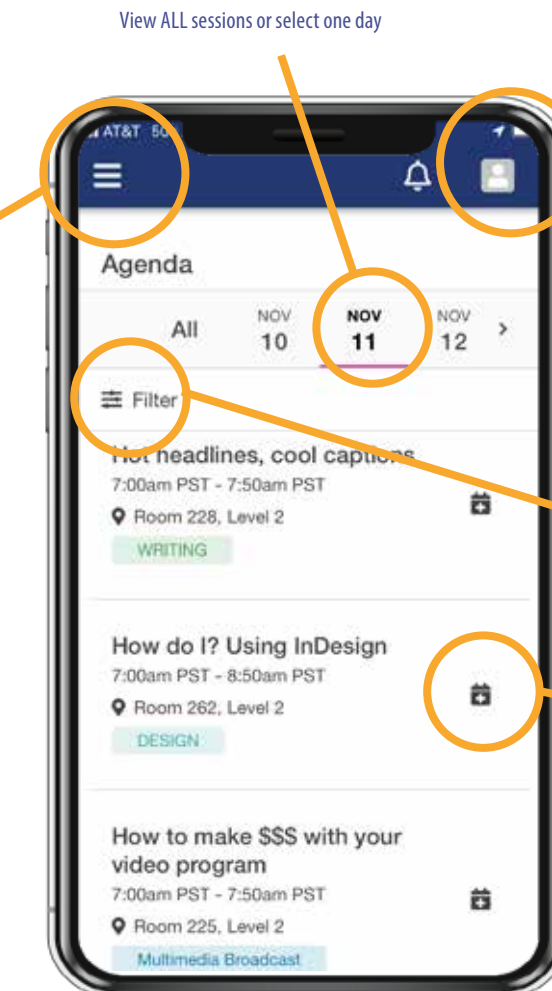 View ALL sessions or select one day
AT&T
Agenda
All
NOV
10
NOV
11
NOV
12
Filter
Hot headlines, cool captions
7:00am PST - 7:50am PST
Room 228, Level 2
WRITING
How do I? Using InDesign
7:00am PST - 8:50am PST
Room 262, Level 2
DESIGN
How to make $$$ with your
video program
7:00am PST - 7:50am PST
Room 225, Level 2
Multimedia Broadcast